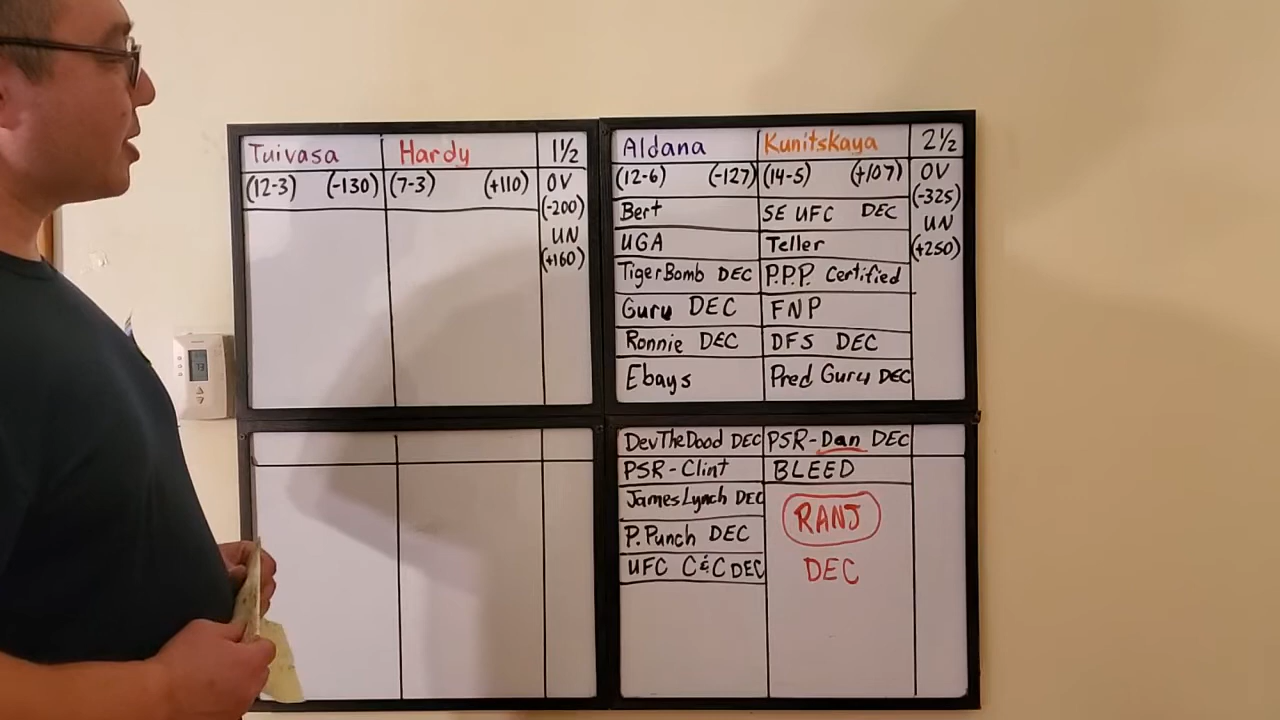 Tuivasa Hardy 1½
(12-3) (-130) (7-3) (+110) OV
(-200)
UN
(+160)
Aldana Kunitskaya 2½
(12-6) (-127) (14-5) (+107) OV
(-325)
UN
(+250)
Bert SE UFC DEC
UGA Teller
TigerBomb DEC P.P.P. Certified
Guru DEC FNP
Ronnie DEC DFS DEC
Ebays Pred Guru DEC
DevTheDood DEC PSR-Dan DEC
PSR-Clint BLEED
James Lynch DEC RANJ
P. Punch DEC
UFC C&C DEC DEC
73